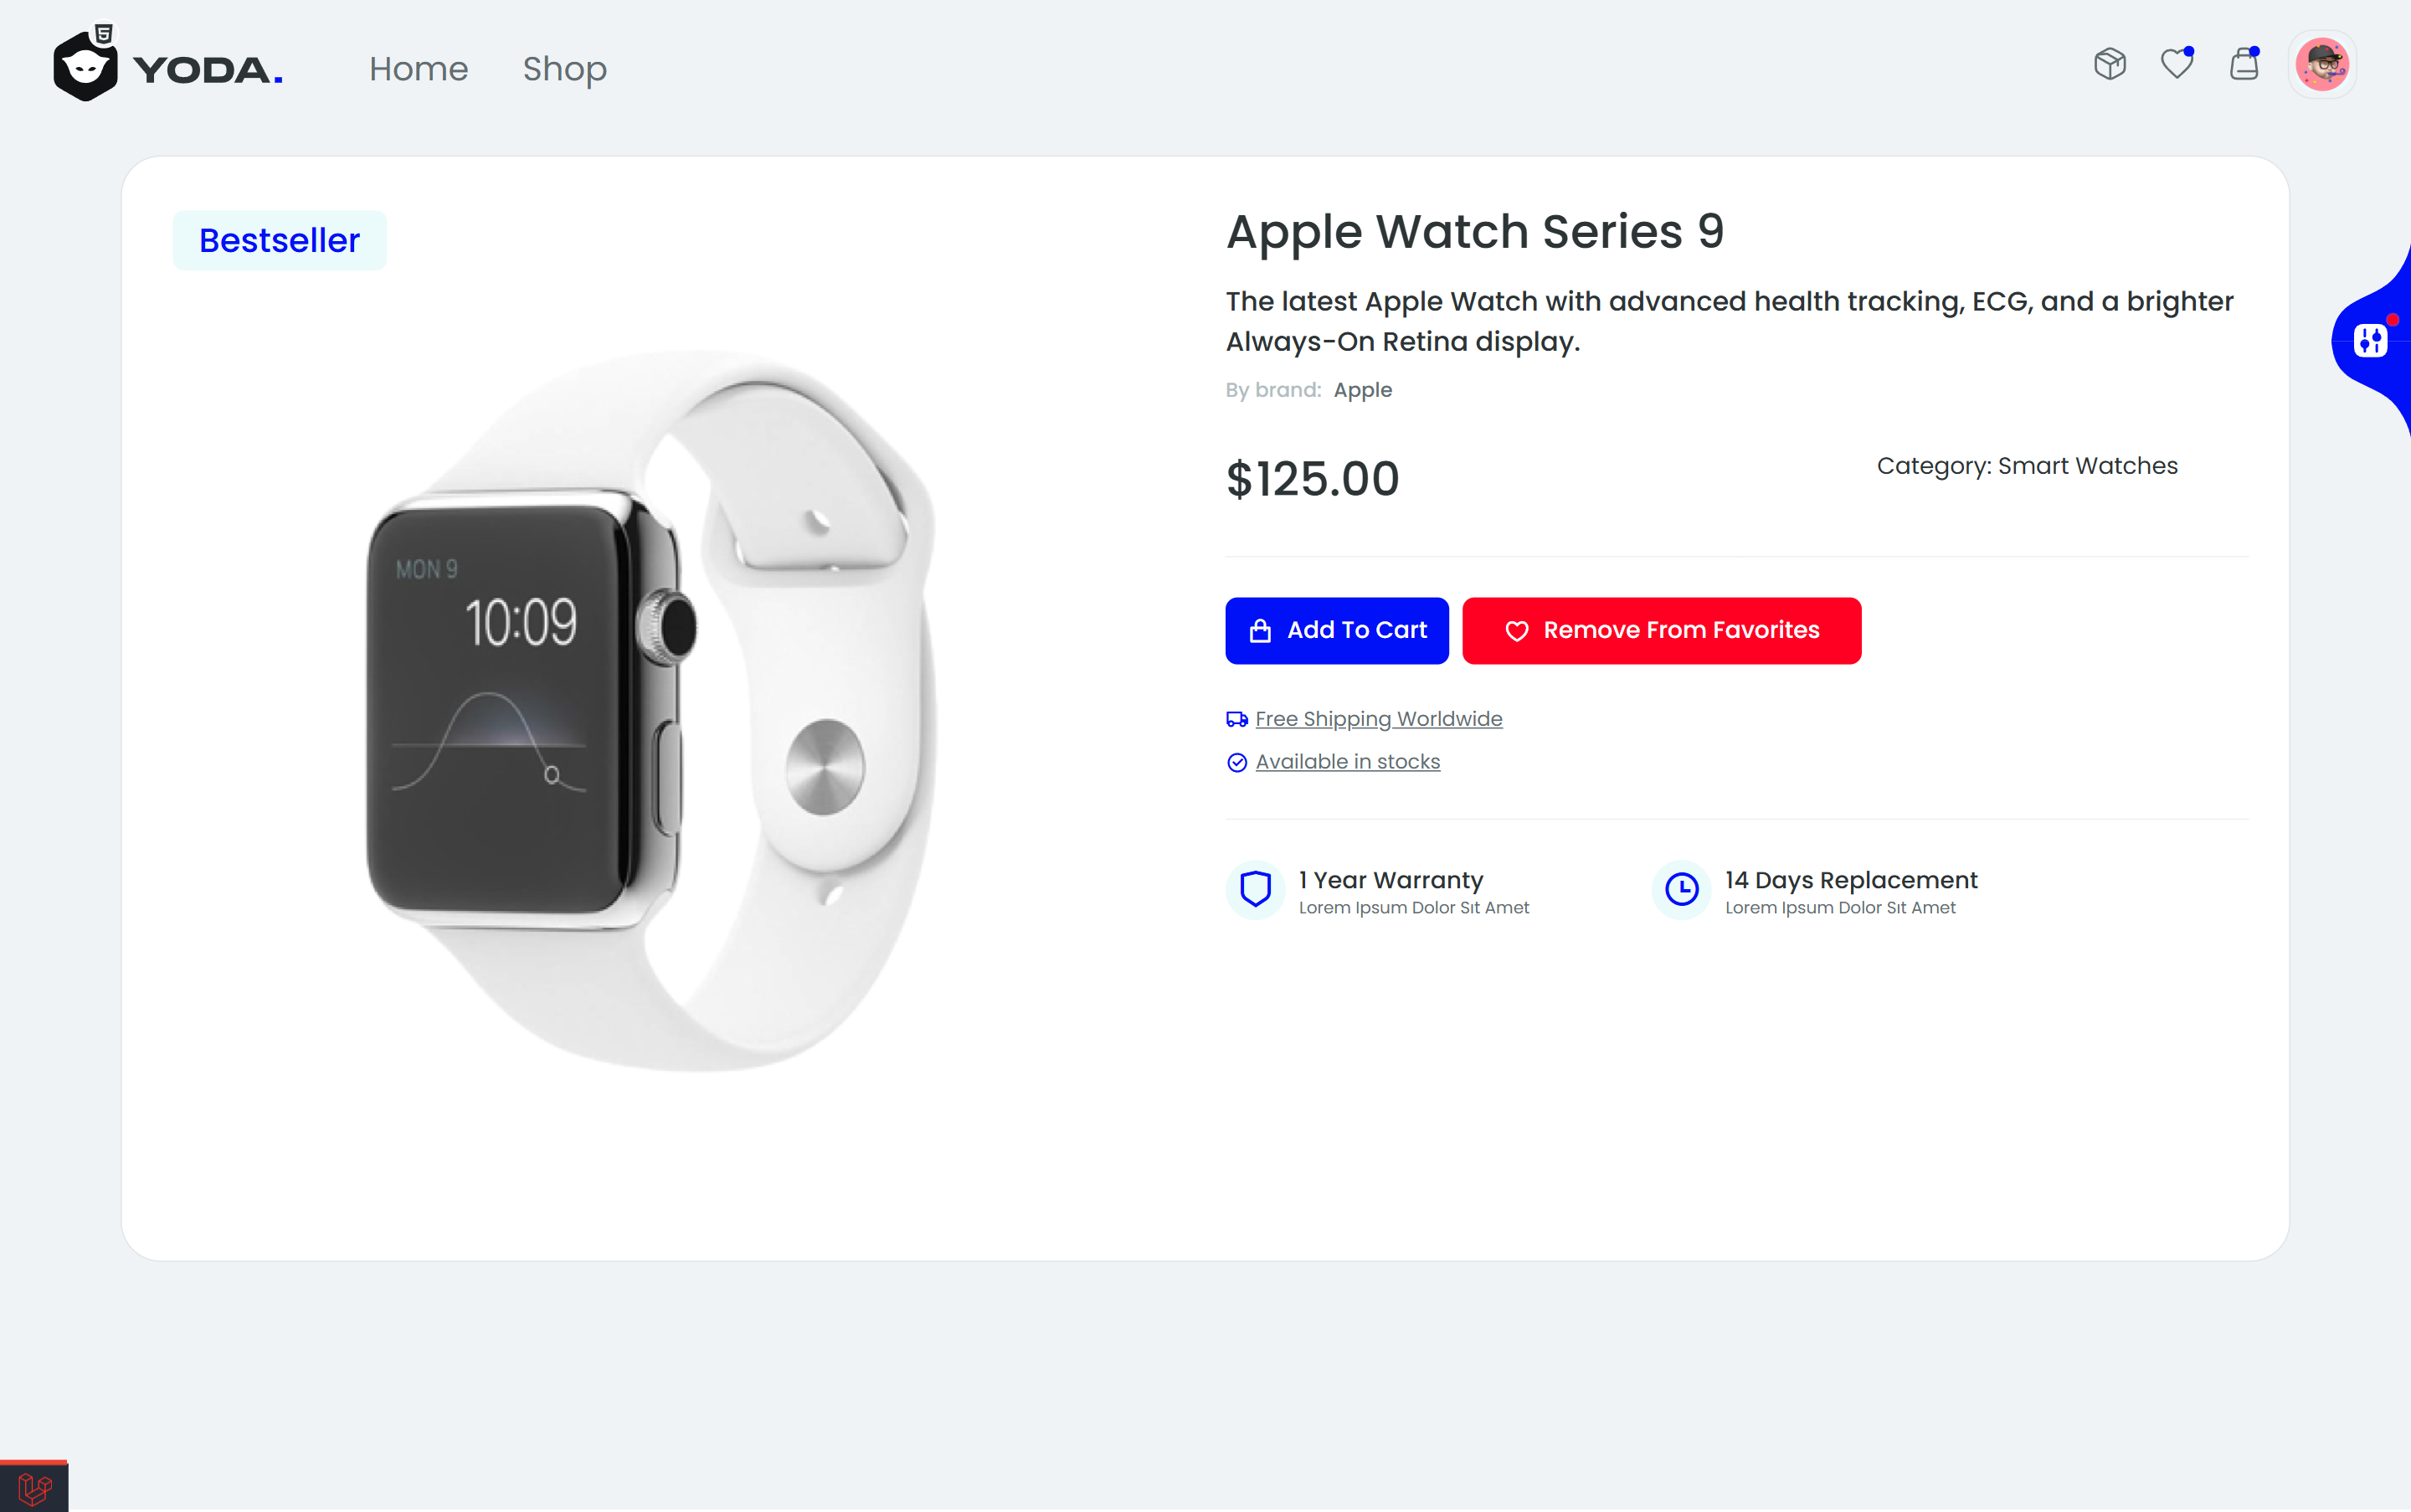 5
YODA.
Home
Shop
Bestseller
MON 9
10:09
Apple Watch Series 9
The latest Apple Watch with advanced health tracking, ECG, and a brighter
Always-On Retina display.
By brand: Apple
$125.00
Category: Smart Watches
Add To Cart
Remove From Favorites
Free Shipping Worldwide
Available in stocks
1 Year Warranty
Lorem Ipsum Dolor Sıt Amet
14 Days Replacement
Lorem Ipsum Dolor Sıt Amet